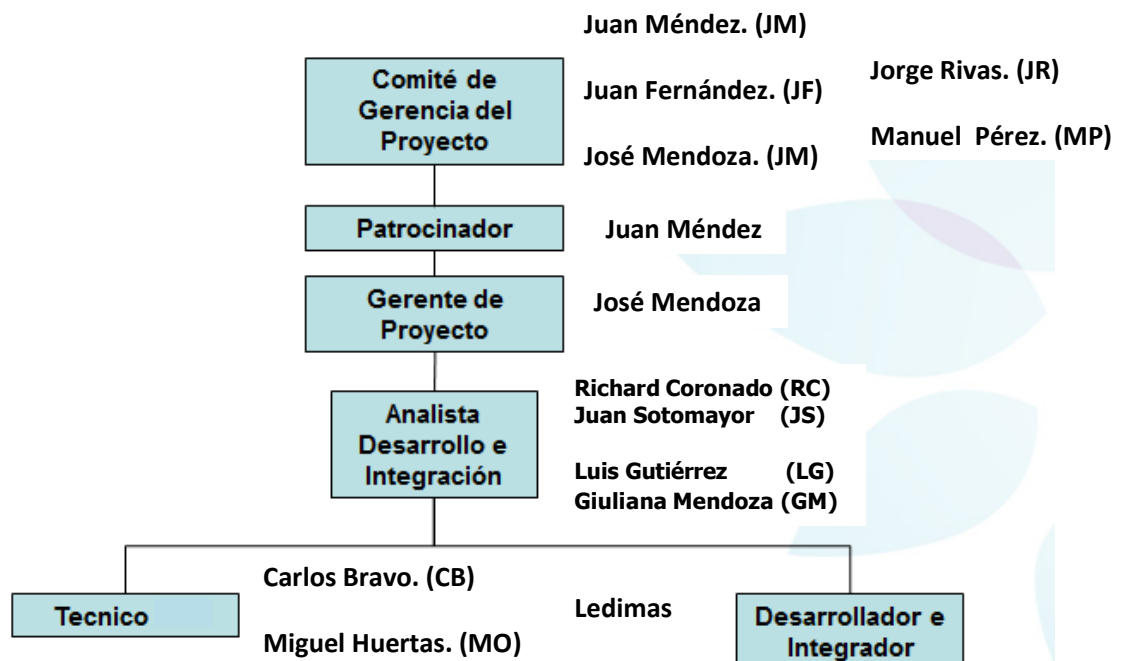 Juan Méndez. (JM)
Comité de
Gerencia del
Proyecto
Juan Fernández. (JF)
José Mendoza. (JM)
Jorge Rivas. (JR)
Manuel Pérez. (MP)
Patrocinador
Juan Méndez
Gerente de
Proyecto
José Mendoza
Analista
Desarrollo e
Integración
Richard Coronado (RC)
Juan Sotomayor (JS)
Luis Gutiérrez (LG)
Giuliana Mendoza (GM)
Tecnico
Carlos Bravo. (CB)
Miguel Huertas. (MO)
Ledimas
Desarrollador e
Integrador